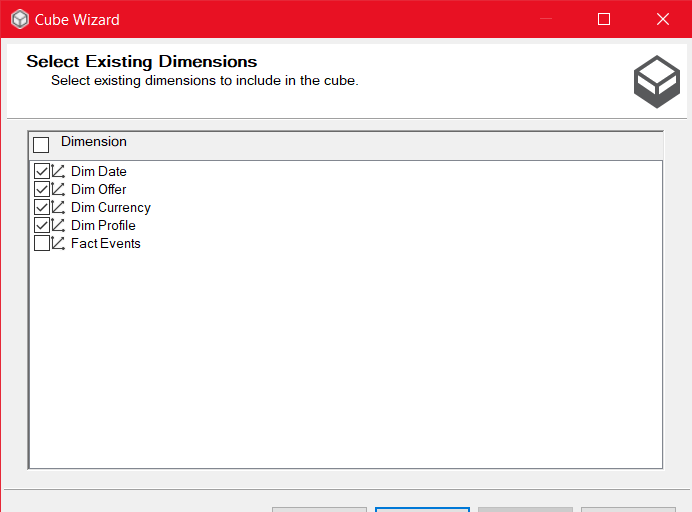 Cube Wizard
Select Existing Dimensions
Select existing dimensions to include in the cube.
Dimension
Dim Date
Dim Offer
Dim Currency
Dim Profile
Fact Events